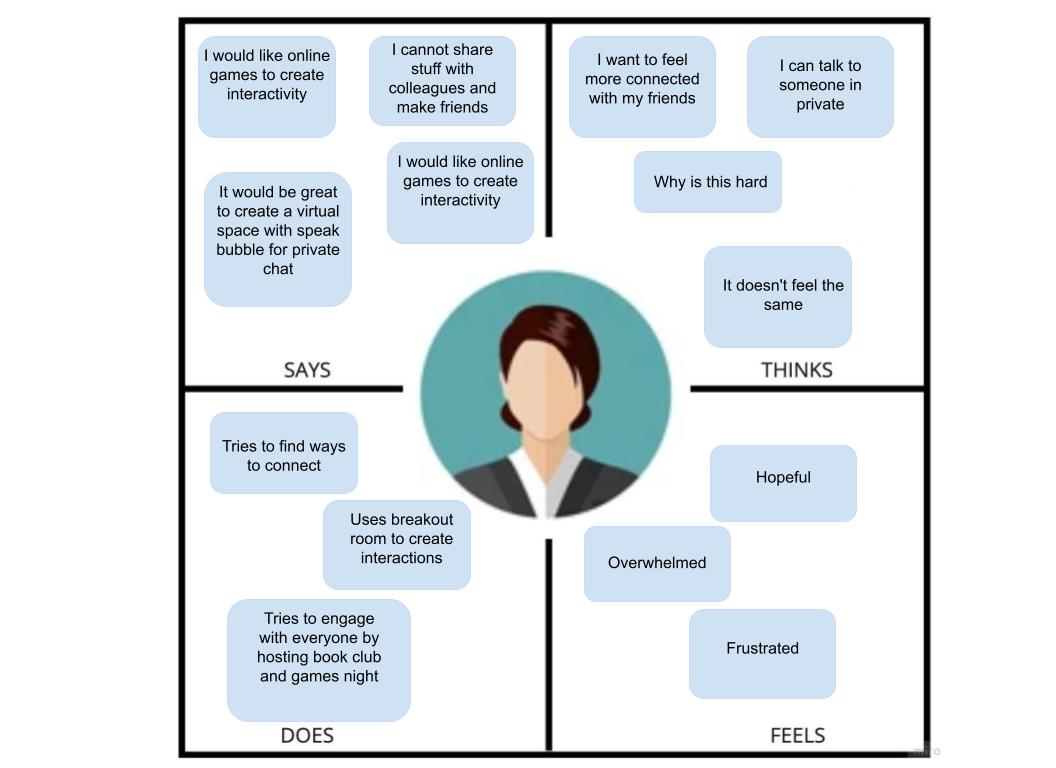 I would like online
games to create
interactivity
I cannot share
stuff with
colleagues and
make friends
I would like online
games to create
interactivity
It would be great
to create a virtual
space with speak
bubble for private
chat
SAYS
I want to feel
more connected
with my friends
I can talk to
someone in
private
Why is this hard
It doesn't feel the
same
THINKS
Tries to find ways
to connect
Uses breakout
room to create
interactions
Tries to engage
with everyone by
hosting book club
and games night
DOES
Hopeful
Overwhelmed
Frustrated
FEELS
miro